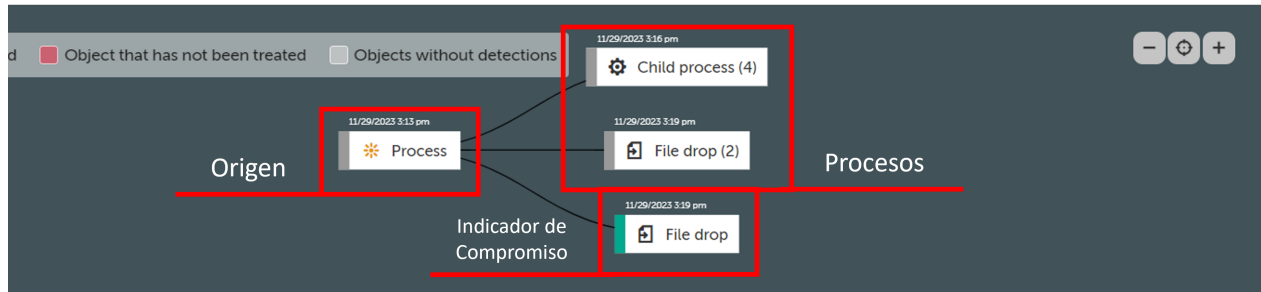 d
Object that has not been treated
Objects without detections
11/29/2023 3:16 pm
Child process (4)
11/29/2023 3:13 pm
Process
11/29/2023 3:19 pm
File drop (2)
Origen
Procesos
11/29/2023 3:19 pm
File drop
Indicador de
Compromiso